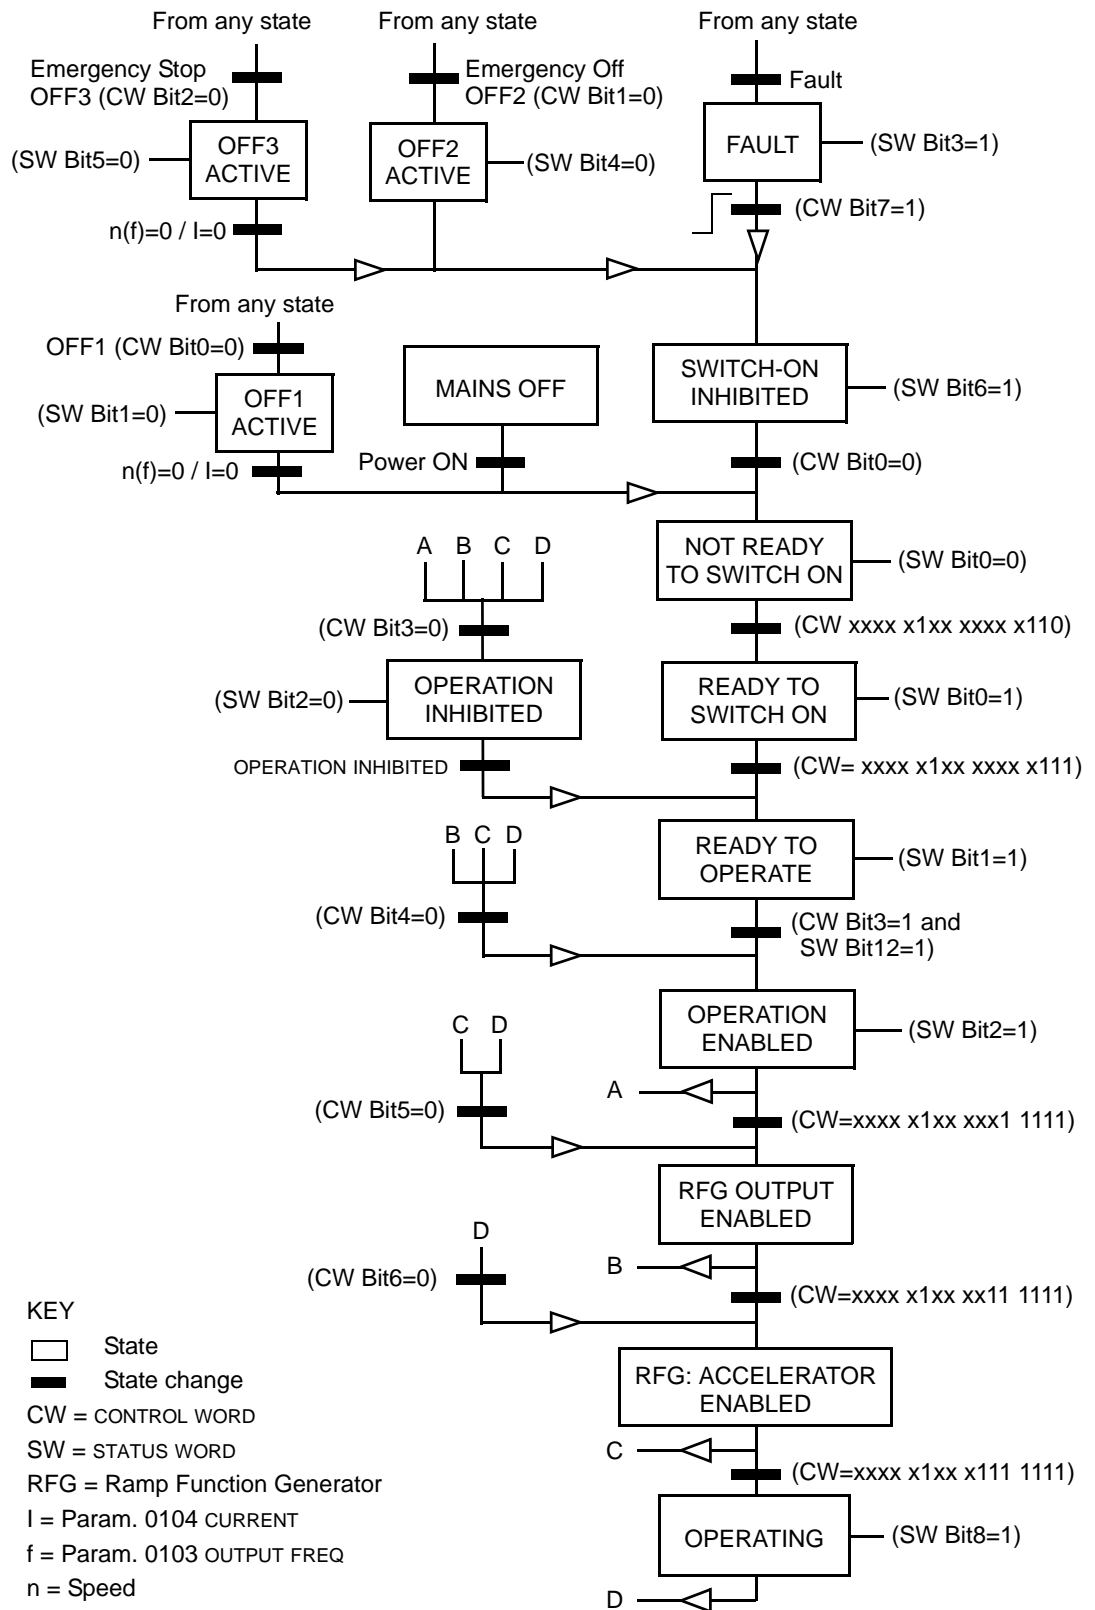 From any state
From any state
From any state
Emergency Stop
OFF3 (CW Bit2=0)
Emergency Off
OFF2 (CW Bit1=0)
Fault
OFF3
ACTIVE
(SW Bit5=0)
OFF2
ACTIVE
(SW Bit4=0)
FAULT
(SW Bit3=1)
n(f)=0 / I=0
(CW Bit7=1)
From any state
OFF1 (CW Bit0=0)
OFF1
ACTIVE
(SW Bit1=0)
MAINS OFF
SWITCH-ON
INHIBITED
(SW Bit6=1)
n(f)=0 / I=0
Power ON
(CW Bit0=0)
A B C D
NOT READY
TO SWITCH ON
(SW Bit0=0)
(CW Bit3=0)
(CW xxxx x1xx xxxx x110)
OPERATION
INHIBITED
(SW Bit2=0)
READY TO
SWITCH ON
(SW Bit0=1)
OPERATION INHIBITED
(CW= xxxx x1xx xxxx x111)
B C D
READY TO
OPERATE
(SW Bit1=1)
(CW Bit4=0)
(CW Bit3=1 and
SW Bit12=1)
C D
OPERATION
ENABLED
(SW Bit2=1)
A
(CW Bit5=0)
(CW=xxxx x1xx xxx1 1111)
RFG OUTPUT
ENABLED
D
B
(CW Bit6=0)
(CW=xxxx x1xx xx11 1111)
RFG: ACCELERATOR
ENABLED
C
(CW=xxxx x1xx x111 1111)
OPERATING
(SW Bit8=1)
D
KEY
State
State change
CW = CONTROL WORD
SW = STATUS WORD
RFG = Ramp Function Generator
I = Param. 0104 CURRENT
f = Param. 0103 OUTPUT FREQ
n = Speed